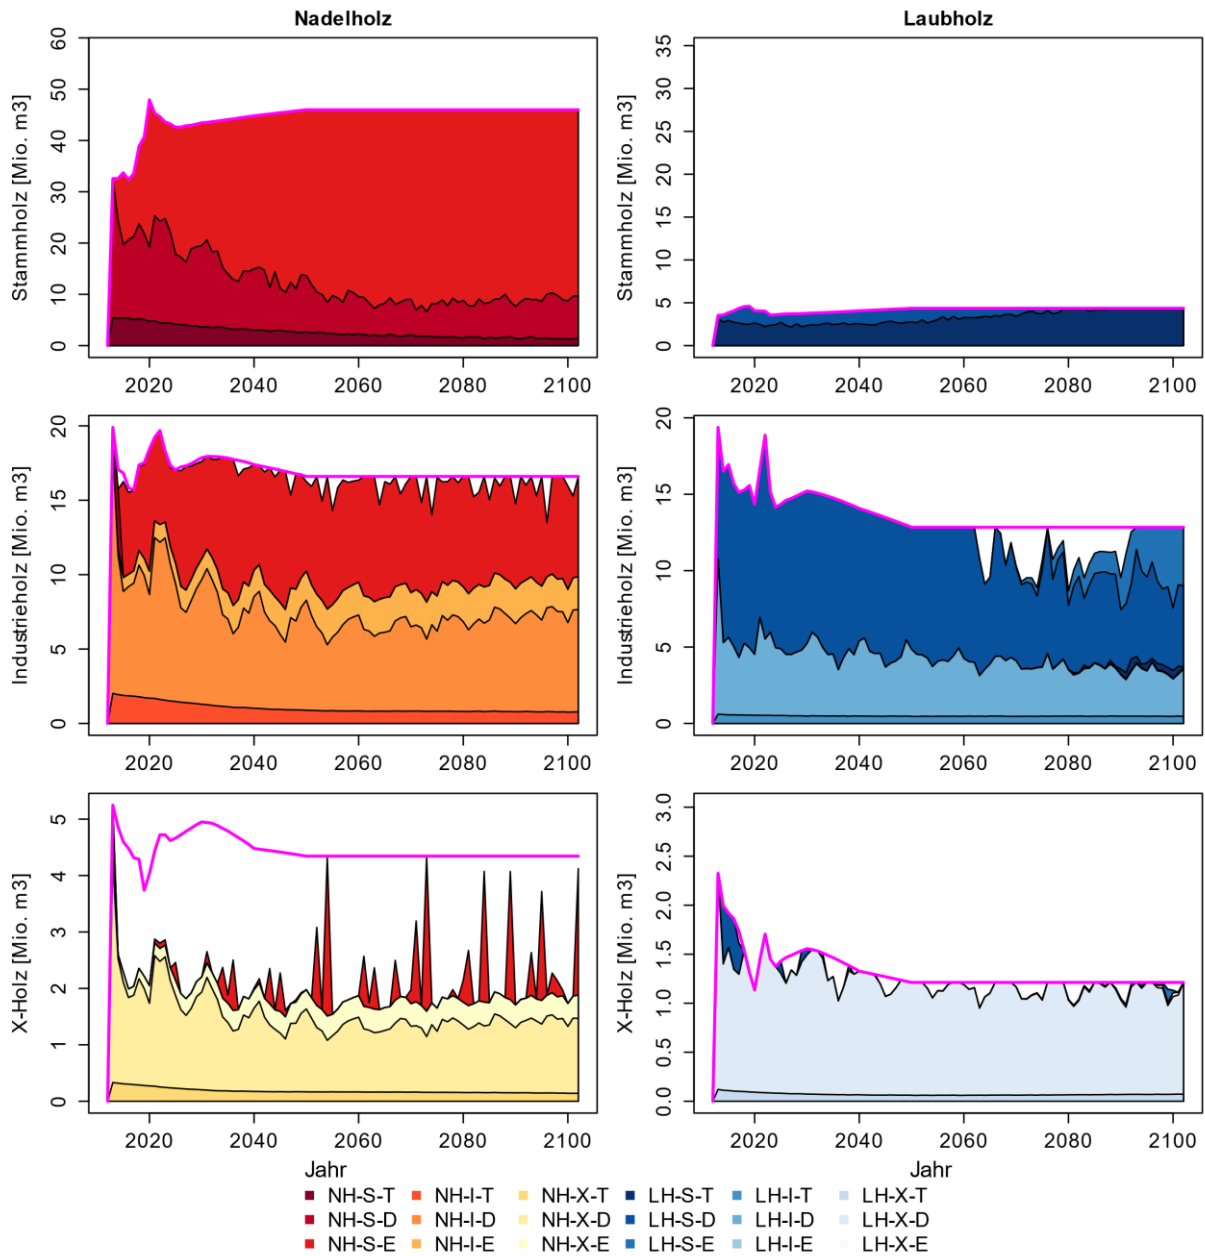 Nadelholz
Laubholz
Stammholz [Mio. m3]
0 10 20 30 40 50 60
2020 2040 2060 2080 2100
Stammholz [Mio. m3]
0 5 10 15 20 25 30 35
2020 2040 2060 2080 2100
Industrieholz [Mio. m3]
0 5 10 15 20
2020 2040 2060 2080 2100
Industrieholz [Mio. m3]
0 5 10 15 20
2020 2040 2060 2080 2100
X-Holz [Mio. m3]
0 1 2 3 4 5
2020 2040 2060 2080 2100
Jahr
X-Holz [Mio. m3]
0.0 0.5 1.0 1.5 2.0 2.5 3.0
2020 2040 2060 2080 2100
Jahr
NH-S-T NH-I-T NH-X-T LH-S-T LH-I-T LH-X-T
NH-S-D NH-I-D NH-X-D LH-S-D LH-I-D LH-X-D
NH-S-E NH-I-E NH-X-E LH-S-E LH-I-E LH-X-E